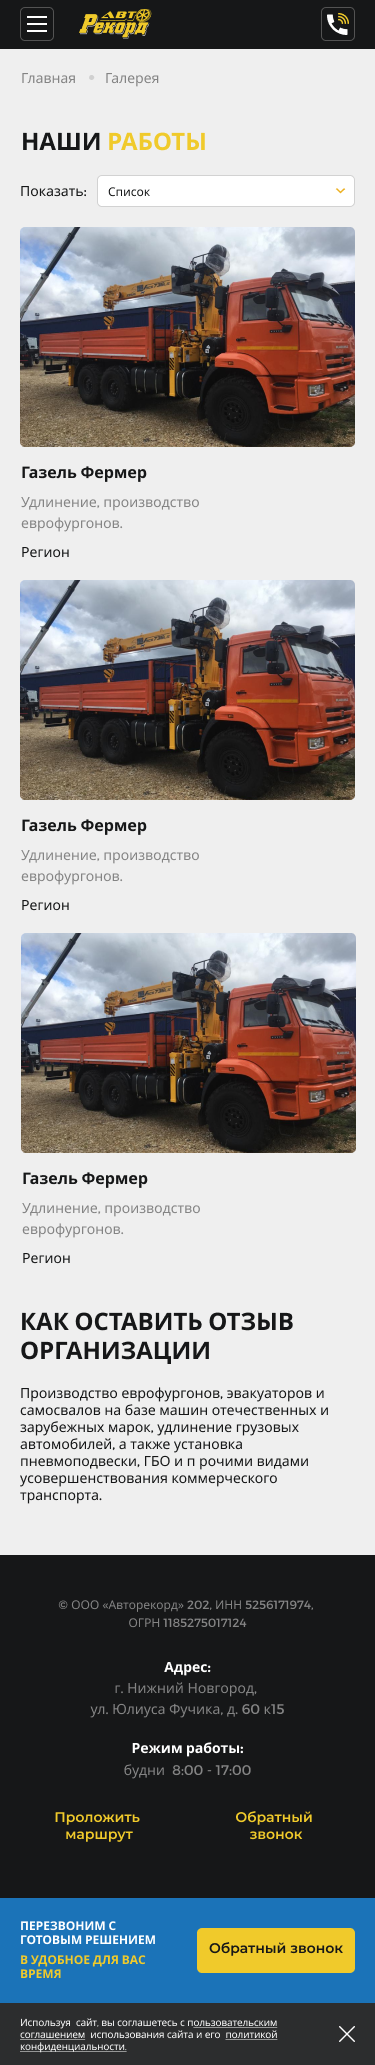 АВТО
Рекорд
Главная • Галерея
НАШИ РАБОТЫ
Показать: Список
Газель Фермер
Удлинение, производство
еврофургонов.
Регион
Газель Фермер
Удлинение, производство
еврофургонов.
Регион
Газель Фермер
Удлинение, производство
еврофургонов.
Регион
КАК ОСТАВИТЬ ОТЗЫВ
ОРГАНИЗАЦИИ
Производство еврофургонов, эвакуаторов и
самосвалов на базе машин отечественных и
зарубежных марок, удлинение грузовых
автомобилей, а также установка
пневмоподвески, ГБО и п рочими видами
усовершенствования коммерческого
транспорта.
© ООО «Авторекорд» 202, ИНН 5256171974,
ОГРН 1185275017124
Адрес:
г. Нижний Новгород,
ул. Юлиуса Фучика, д. 60 к15
Режим работы:
будни 8:00 - 17:00
Проложить
маршрут
Обратный
звонок
ПЕРЕЗВОНИМ С
ГОТОВЫМ РЕШЕНИЕМ
В УДОБНОЕ ДЛЯ ВАС
ВРЕМЯ
Обратный звонок
Используя сайт, вы соглашетесь с пользовательским
соглашением использования сайта и его политикой
конфиденциальности.